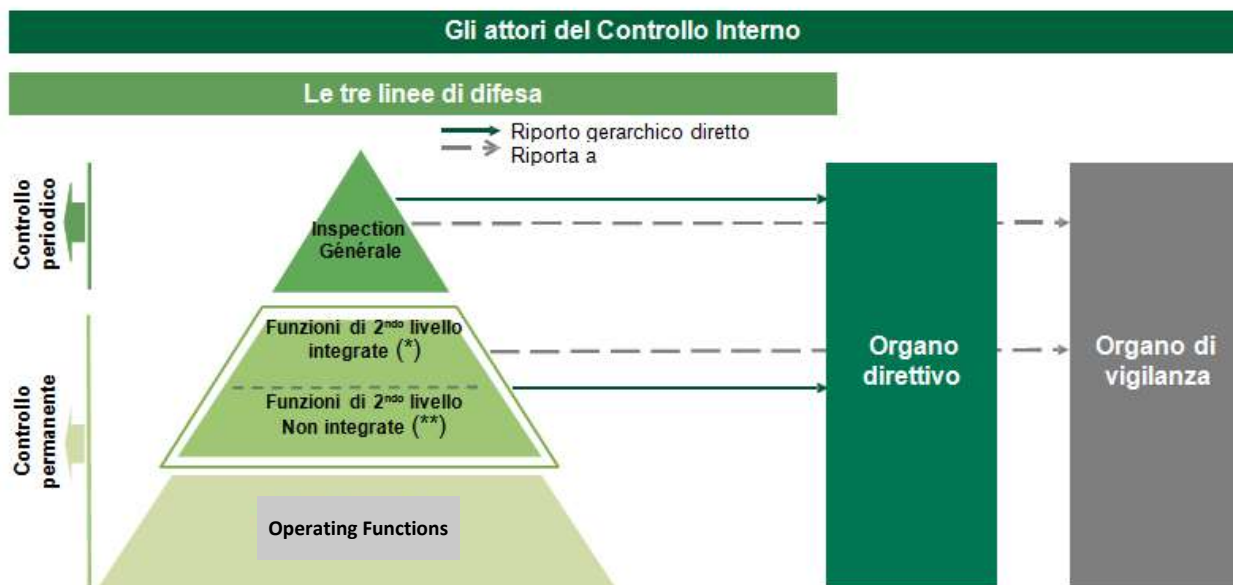 Gli attori del Controllo Interno
Le tre linee di difesa
Riporto gerarchico diretto
Riporta a
Controllo
periodico
Inspection
Générale
Controllo
permanente
Funzioni di 2ndo livello
integrate (*)
Funzioni di 2ndo livello
Non integrate (**)
Operating Functions
Organo
direttivo
Organo di
vigilanza